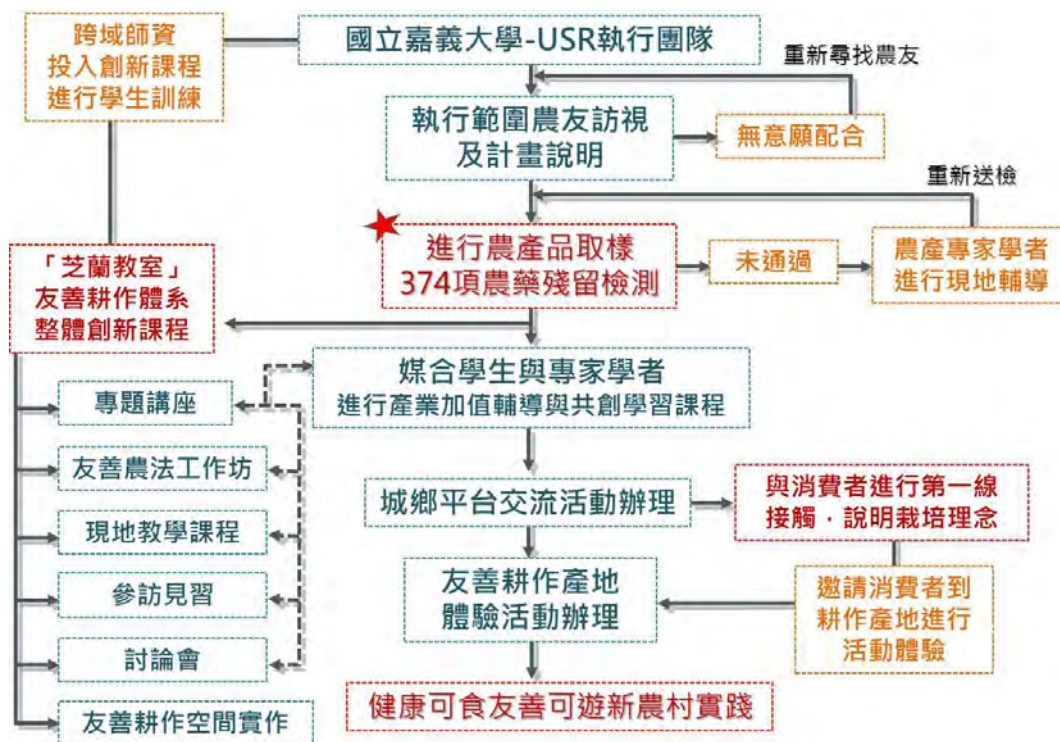 跨域師資
投入創新課程
進行學生訓練
國立嘉義大學-USR執行團隊
重新尋找農友
執行範圍農友訪視
及計畫說明
無意願配合
重新送檢
「芝蘭教室」
友善耕作體系
整體創新課程
進行農產品取樣
374項農藥殘留檢測
未通過
農產專家學者
進行現地輔導
媒合學生與專家學者
進行產業加值輔導與共創學習課程
專題講座
友善農法工作坊
現地教學課程
參訪見習
討論會
友善耕作空間實作
城鄉平台交流活動辦理
與消費者進行第一線
接觸．說明栽培理念
友善耕作產地
體驗活動辦理
邀請消費者到
耕作產地進行
活動體驗
健康可食友善可遊新農村實踐